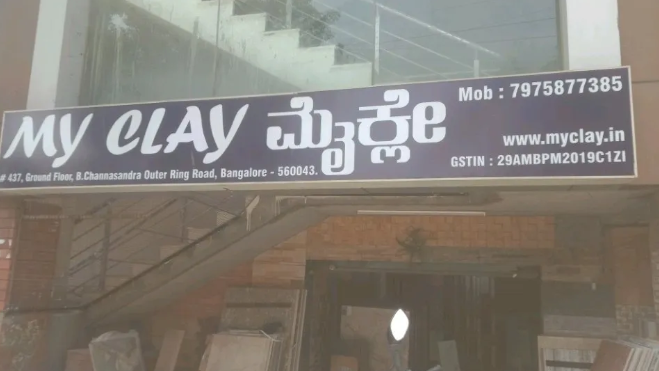 MY CLAY ಮೈಕ್ಲೇ
Mob : 7975877385
www.myclay.in
GSTIN : 29AMBPM2019C1ZI
# 437, Ground Floor, B.Channasandra Outer Ring Road, Bangalore - 560043.